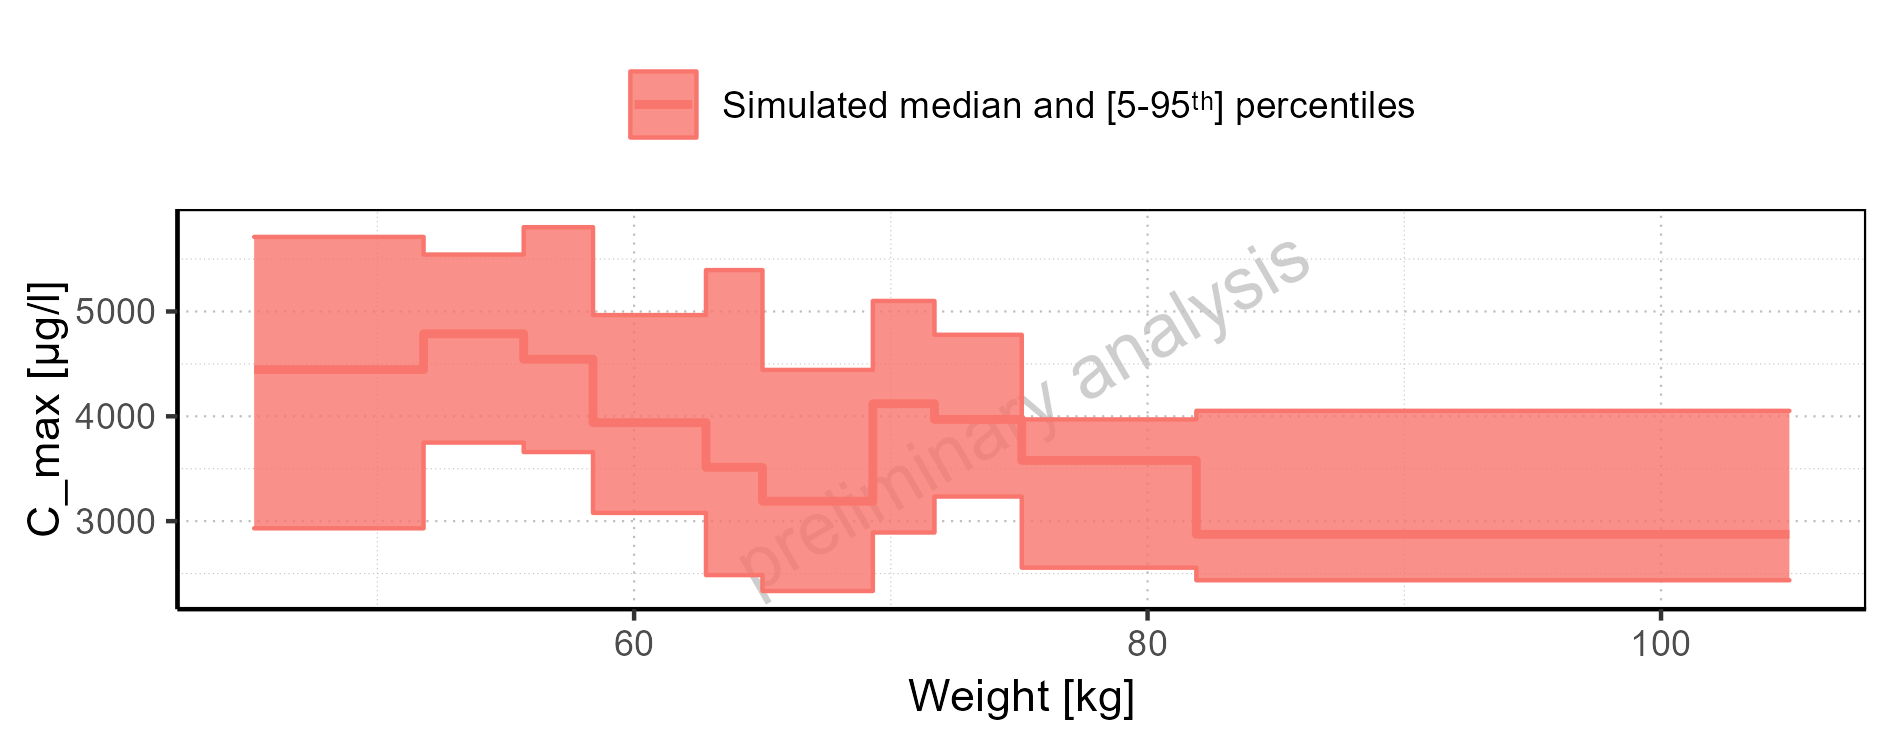 Simulated median and [5-95ᵗʰ] percentiles
C_max [µg/l]
5000
4000
3000
preliminary analysis
60
80
100
Weight [kg]